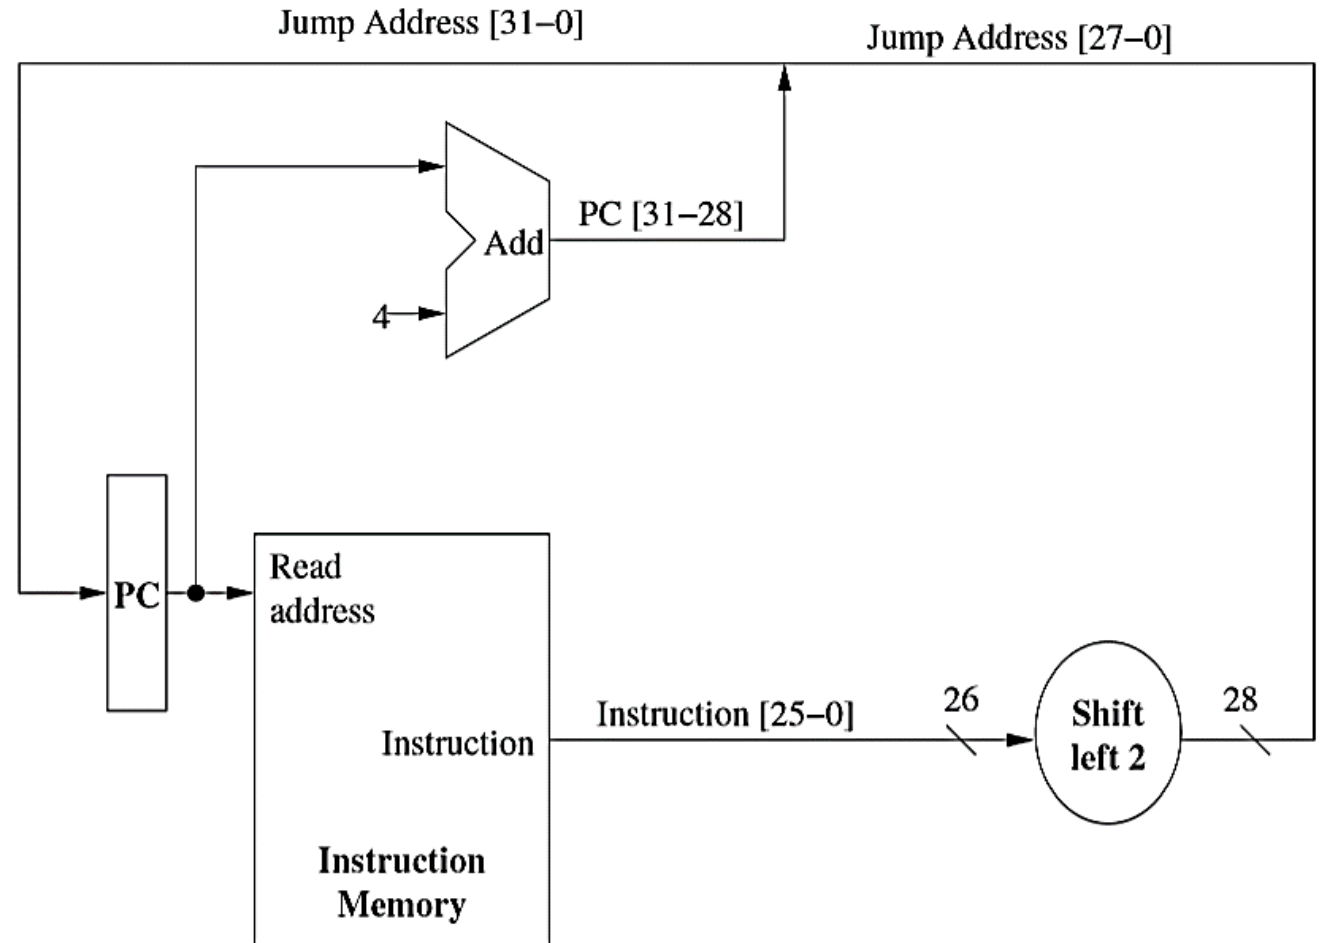 Jump Address [31–0]
Jump Address [27–0]
PC [31–28]
Add
4
PC
Read
address
Instruction [25–0]
26
28
Shift
left 2
Instruction
Instruction
Memory